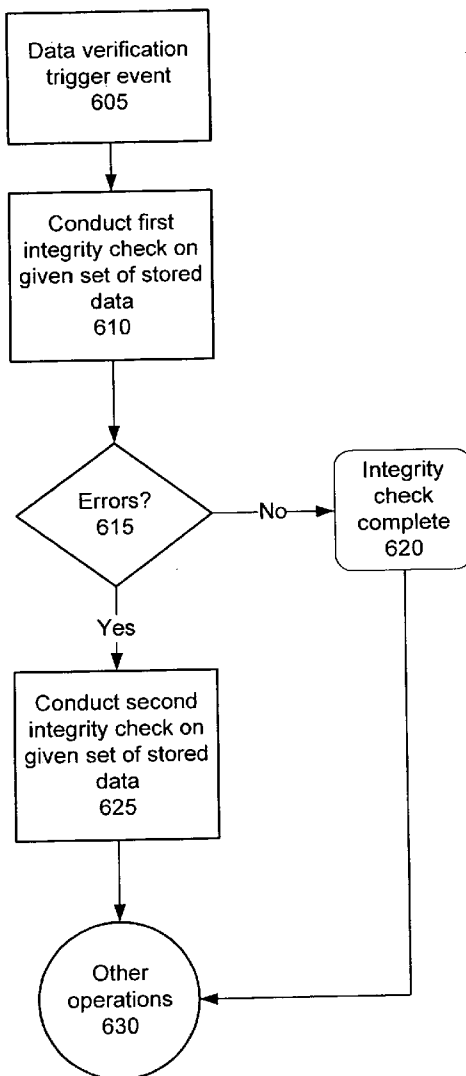 Data verification
trigger event
605
Conduct first
integrity check on
given set of stored
data
610
Errors?
615
No
Integrity
check
complete
620
Yes
Conduct second
integrity check on
given set of stored
data
625
Other
operations
630